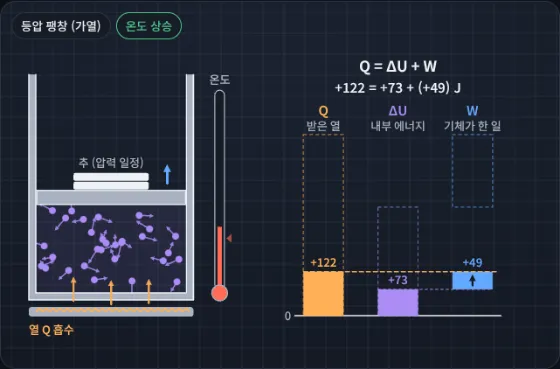 등압 팽창 (가열)
온도 상승
온도
추 (압력 일정)
열 Q 흡수
Q = ΔU + W
+122 = +73 + (+49) J
Q
받은 열
ΔU
내부 에너지
W
기체가 한 일
+122
+73
+49
0